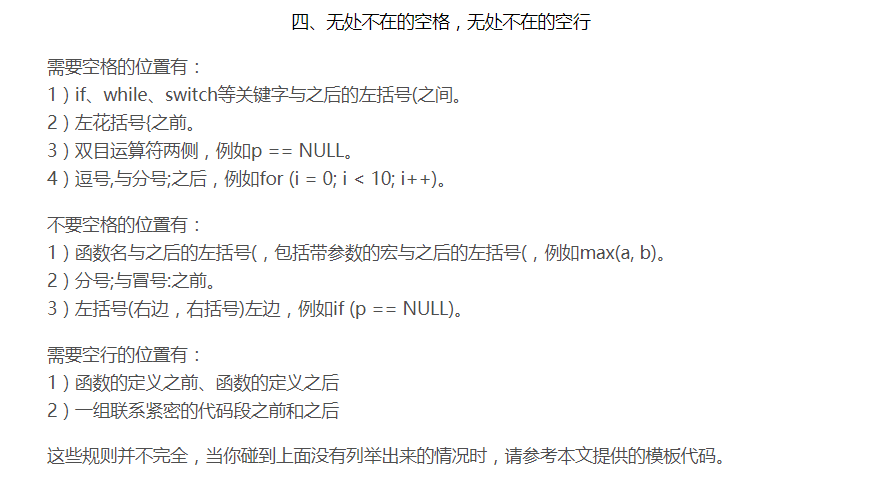 四、无处不在的空格，无处不在的空行
需要空格的位置有：
1）if、while、switch等关键字与之后的左括号(之间。
2）左花括号{之前。
3）双目运算符两侧，例如p == NULL。
4）逗号,与分号;之后，例如for (i = 0; i < 10; i++)。
不要空格的位置有：
1）函数名与之后的左括号(，包括带参数的宏与之后的左括号(，例如max(a, b)。
2）分号;与冒号:之前。
3）左括号(右边，右括号)左边，例如if (p == NULL)。
需要空行的位置有：
1）函数的定义之前、函数的定义之后
2）一组联系紧密的代码段之前和之后
这些规则并不完全，当你碰到上面没有列举出来的情况时，请参考本文提供的模板代码。